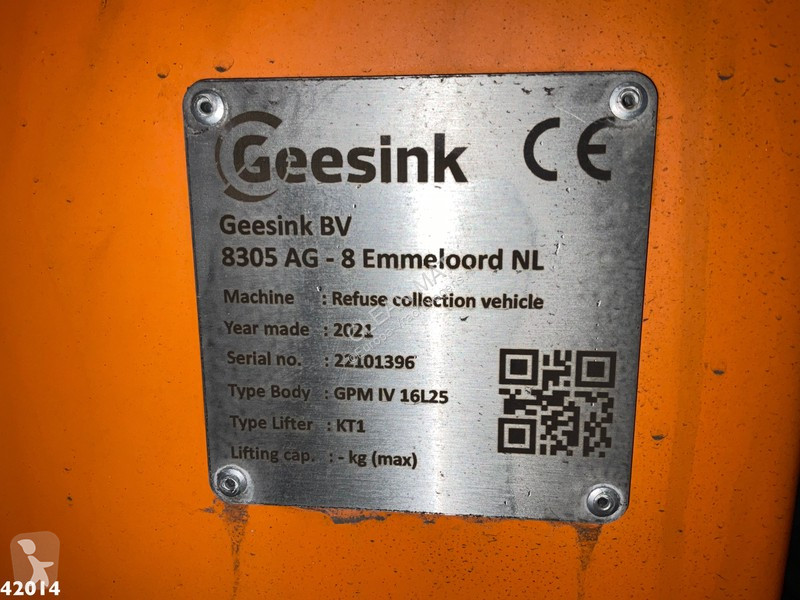 Geesink CE
Geesink BV
8305 AG - 8 Emmeloord NL
Machine : Refuse collection vehicle
Year made : 2021
Serial no. : 22101396
Type Body : GPM IV 16L25
Type Lifter : KT1
Lifting cap. : - kg (max)
42014